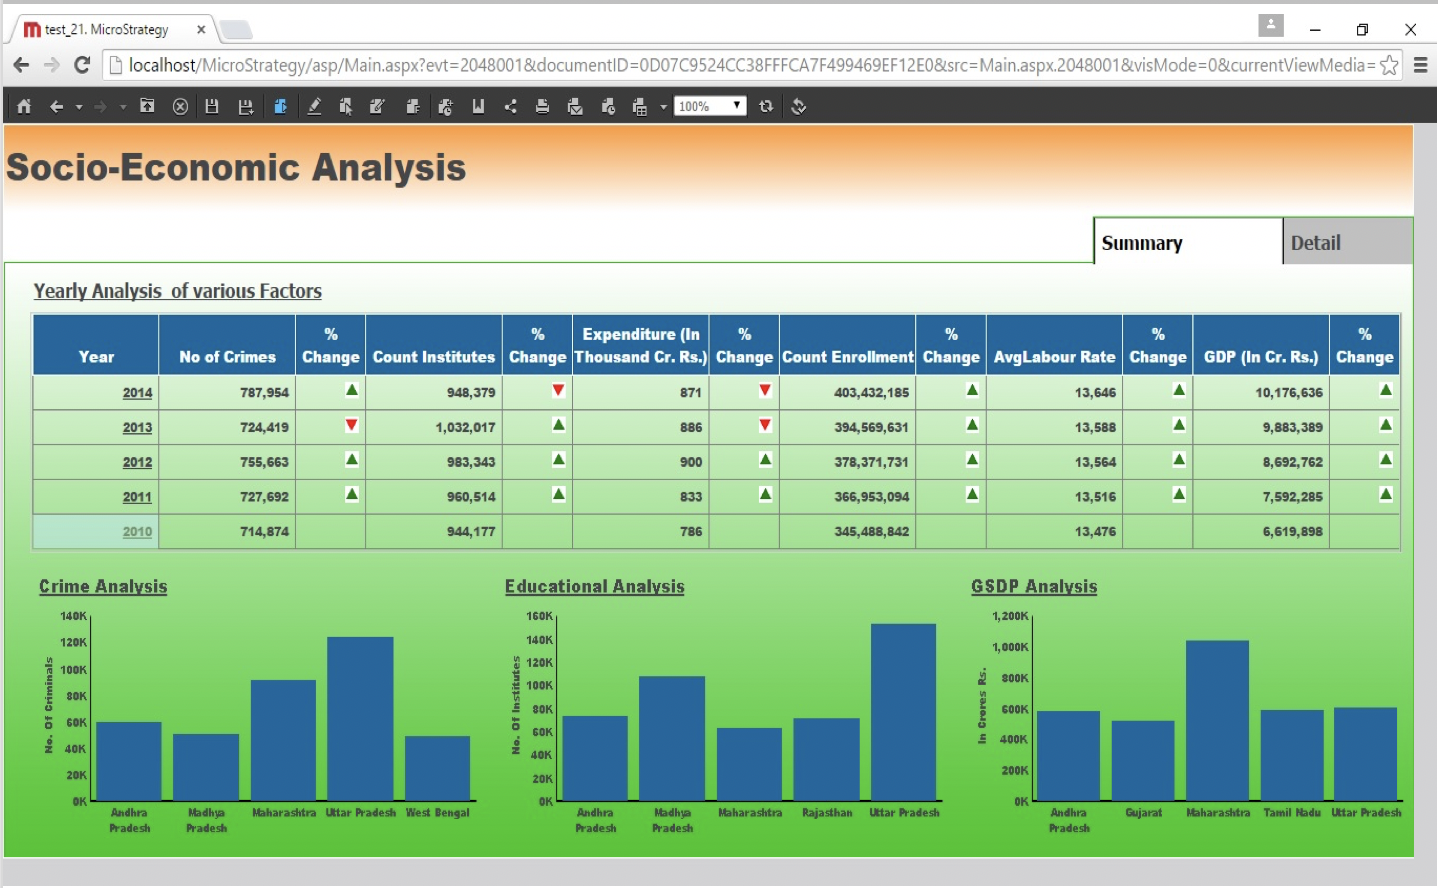 test_21. MicroStrategy
localhost/MicroStrategy/asp/Main.aspx?evt=2048001&documentID=0D07C9524CC38FFFCA7F499469EF12E0&src=Main.aspx.2048001&visMode=0&currentViewMedia=
100%
Socio-Economic Analysis
Summary Detail
Yearly Analysis of various Factors
Year No of Crimes % Change Count Institutes % Change Expenditure (In Thousand Cr. Rs.) % Change Count Enrollment % Change AvgLabour Rate % Change GDP (In Cr. Rs.) % Change
2014 787,954 ▲ 948,379 ▼ 871 ▼ 403,432,185 ▲ 13,646 ▲ 10,176,636 ▲
2013 724,419 ▼ 1,032,017 ▲ 886 ▼ 394,569,631 ▲ 13,588 ▲ 9,883,389 ▲
2012 755,663 ▲ 983,343 ▲ 900 ▲ 378,371,731 ▲ 13,564 ▲ 8,692,762 ▲
2011 727,692 ▲ 960,514 ▲ 833 ▲ 366,953,094 ▲ 13,516 ▲ 7,592,285 ▲
2010 714,874 944,177 786 345,488,842 13,476 6,619,898
Crime Analysis
No. Of Criminals
140K
120K
100K
80K
60K
40K
20K
0K
Andhra Pradesh Madhya Pradesh Maharashtra Uttar Pradesh West Bengal
Educational Analysis
No. Of Institutes
160K
140K
120K
100K
80K
60K
40K
20K
0K
Andhra Pradesh Madhya Pradesh Maharashtra Rajasthan Uttar Pradesh
GSDP Analysis
In Crores Rs.
1,200K
1,000K
800K
600K
400K
200K
0K
Andhra Pradesh Gujarat Maharashtra Tamil Nadu Uttar Pradesh